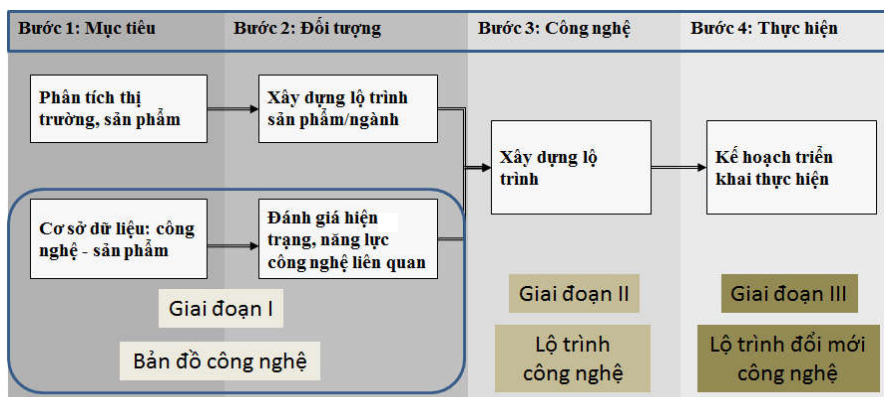 Bước 1: Mục tiêu
Bước 2: Đối tượng
Bước 3: Công nghệ
Bước 4: Thực hiện
Phân tích thị
trường, sản phẩm
Xây dựng lộ trình
sản phẩm/ngành
Xây dựng lộ
trình
Kế hoạch triển
khai thực hiện
Cơ sở dữ liệu: công
nghệ - sản phẩm
Đánh giá hiện
trạng, năng lực
công nghệ liên quan
Giai đoạn I
Giai đoạn II
Giai đoạn III
Bản đồ công nghệ
Lộ trình
công nghệ
Lộ trình đổi mới
công nghệ